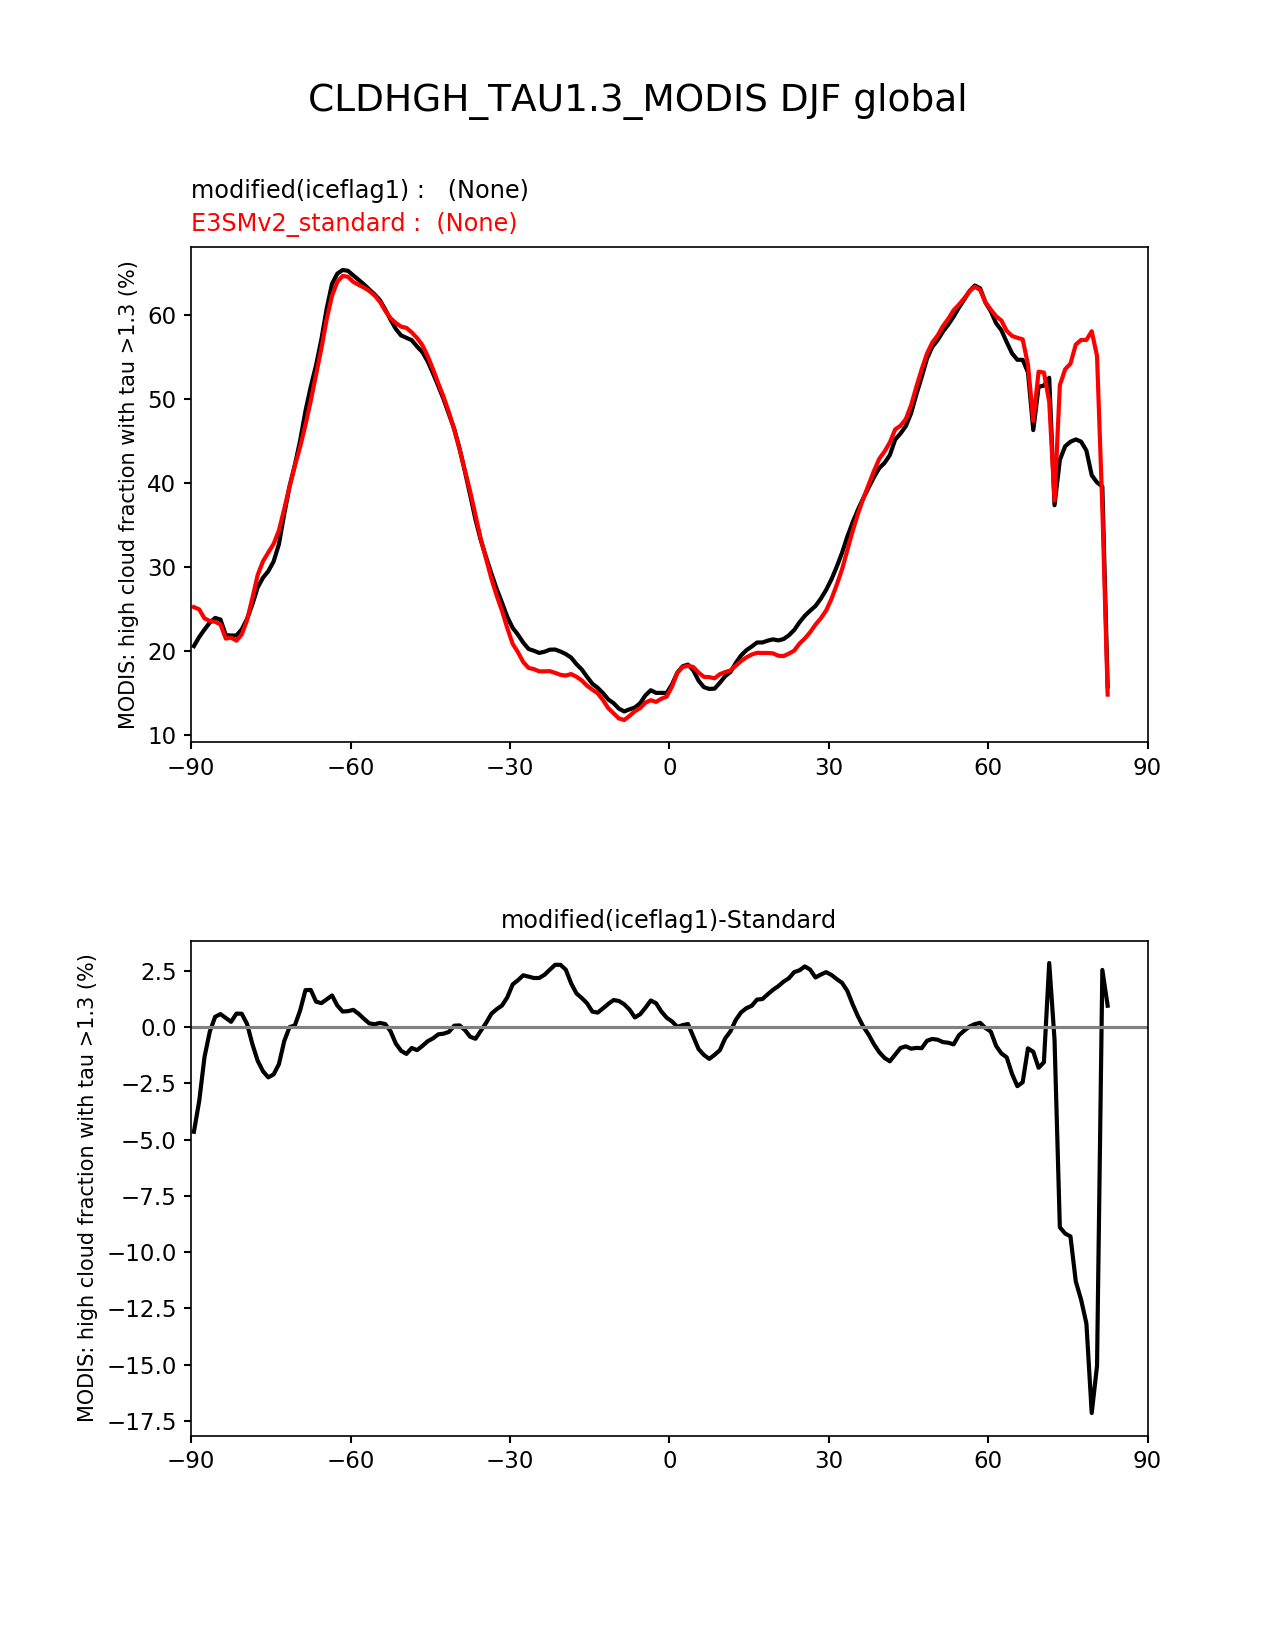 CLDHGH_TAU1.3_MODIS DJF global
modified(iceflag1) :   (None)
E3SMv2_standard :  (None)
MODIS: high cloud fraction with tau >1.3 (%)
60
50
40
30
20
10
−90 −60 −30 0 30 60 90
modified(iceflag1)-Standard
MODIS: high cloud fraction with tau >1.3 (%)
2.5
0.0
−2.5
−5.0
−7.5
−10.0
−12.5
−15.0
−17.5
−90 −60 −30 0 30 60 90